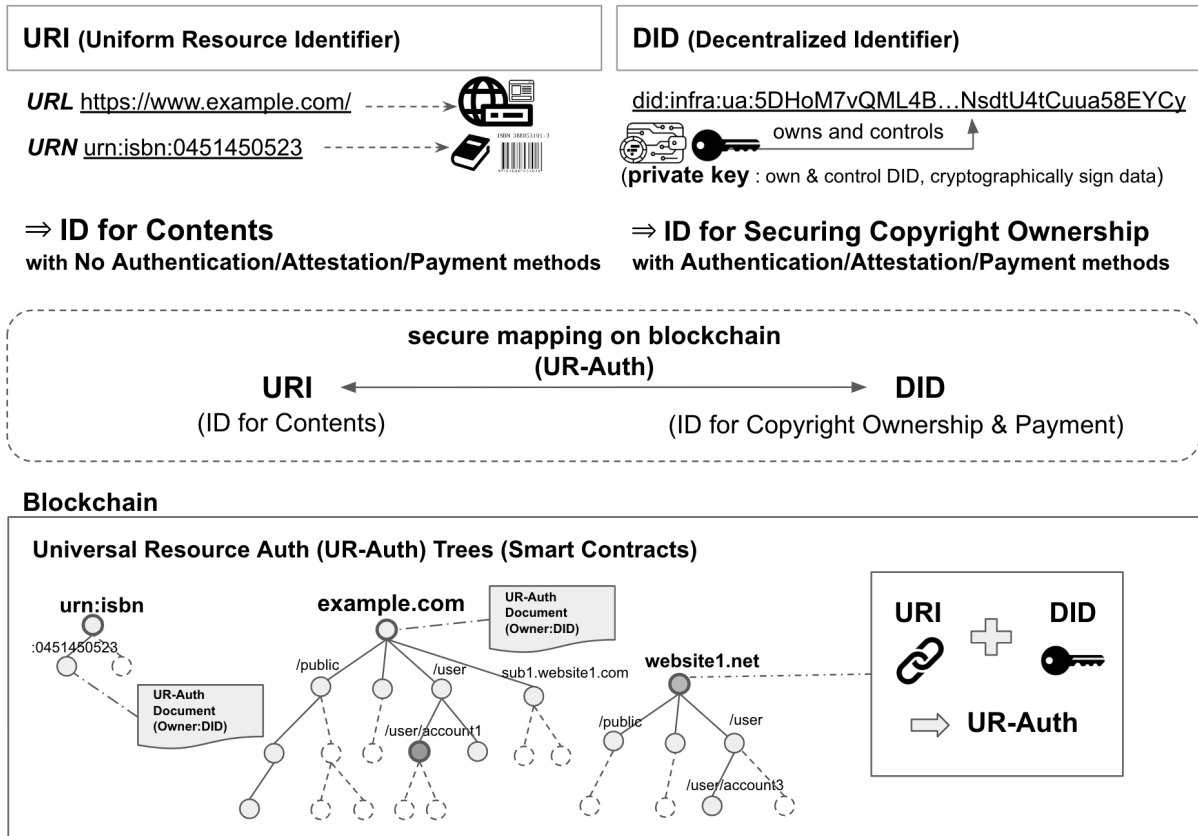 URI (Uniform Resource Identifier)
URL https://www.example.com/
URN urn:isbn:0451450523
ISBN 388053101-3
⇒ ID for Contents
with No Authentication/Attestation/Payment methods
DID (Decentralized Identifier)
did:infra:ua:5DHoM7vQML4B…NsdtU4tCuua58EYCy
owns and controls
(private key : own & control DID, cryptographically sign data)
⇒ ID for Securing Copyright Ownership
with Authentication/Attestation/Payment methods
secure mapping on blockchain
(UR-Auth)
URI
DID
(ID for Contents)
(ID for Copyright Ownership & Payment)
Blockchain
Universal Resource Auth (UR-Auth) Trees (Smart Contracts)
urn:isbn
:0451450523
UR-Auth
Document
(Owner:DID)
example.com
UR-Auth
Document
(Owner:DID)
/public
/user
sub1.website1.com
/user/account1
website1.net
/public
/user
/user/account3
URI
DID
UR-Auth